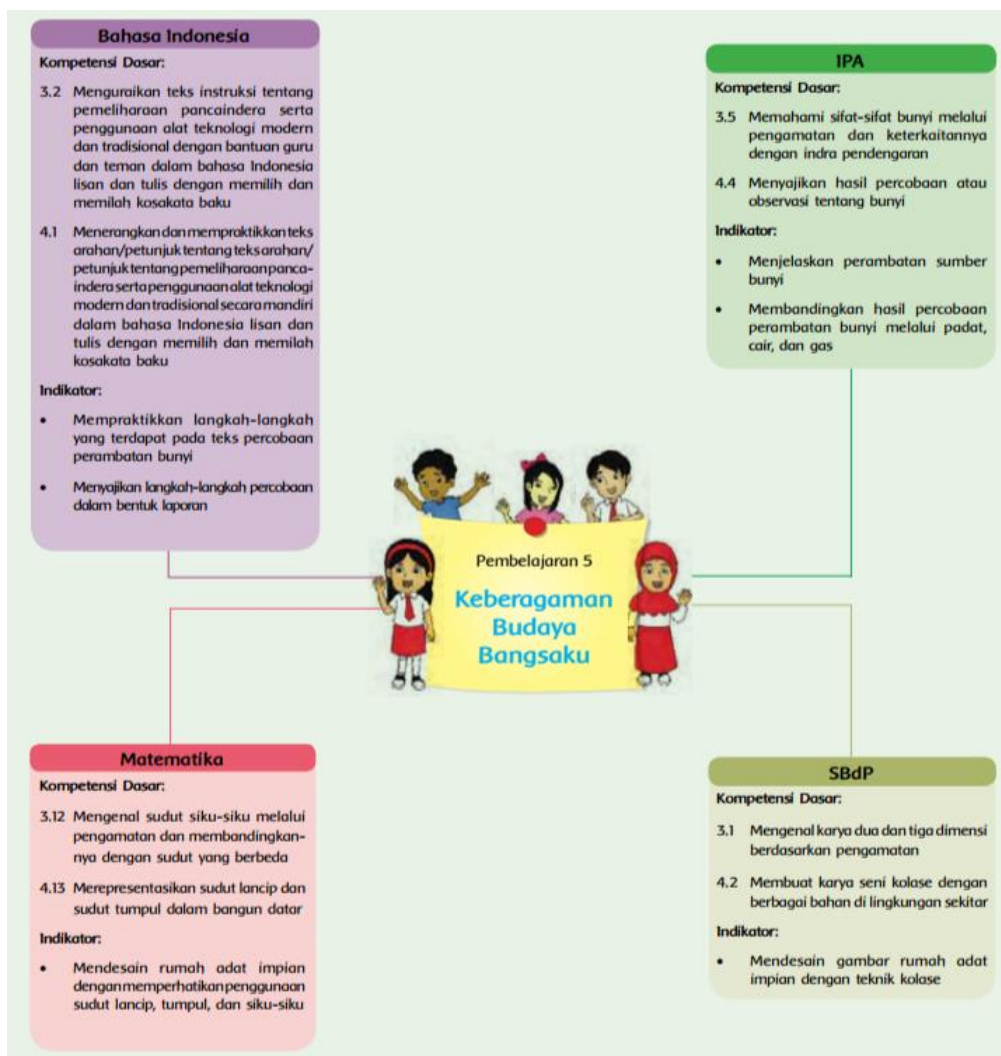 Bahasa Indonesia
Kompetensi Dasar:
3.2 Menguraikan teks instruksi tentang
pemeliharaan pancaindera serta
penggunaan alat teknologi modern
dan tradisional dengan bantuan guru
dan teman dalam bahasa Indonesia
lisan dan tulis dengan memilih dan
memilah kosakata baku
4.1 Menerangkan dan mempraktikkan teks
arahan/petunjuk tentang teks arahan/
petunjuk tentang pemeliharaan panca-
indera serta penggunaan alat teknologi
modern dan tradisional secara mandiri
dalam bahasa Indonesia lisan dan
tulis dengan memilih dan memilah
kosakata baku
Indikator:
• Mempraktikkan langkah-langkah
yang terdapat pada teks percobaan
perambatan bunyi
• Menyajikan langkah-langkah percobaan
dalam bentuk laporan
IPA
Kompetensi Dasar:
3.5 Memahami sifat-sifat bunyi melalui
pengamatan dan keterkaitannya
dengan indra pendengaran
4.4 Menyajikan hasil percobaan atau
observasi tentang bunyi
Indikator:
• Menjelaskan perambatan sumber
bunyi
• Membandingkan hasil percobaan
perambatan bunyi melalui padat,
cair, dan gas
Pembelajaran 5
Keberagaman
Budaya
Bangsaku
Matematika
Kompetensi Dasar:
3.12 Mengenal sudut siku-siku melalui
pengamatan dan membandingkan-
nya dengan sudut yang berbeda
4.13 Merepresentasikan sudut lancip dan
sudut tumpul dalam bangun datar
Indikator:
• Mendesain rumah adat impian
dengan memperhatikan penggunaan
sudut lancip, tumpul, dan siku-siku
SBdP
Kompetensi Dasar:
3.1 Mengenal karya dua dan tiga dimensi
berdasarkan pengamatan
4.2 Membuat karya seni kolase dengan
berbagai bahan di lingkungan sekitar
Indikator:
• Mendesain gambar rumah adat
impian dengan teknik kolase